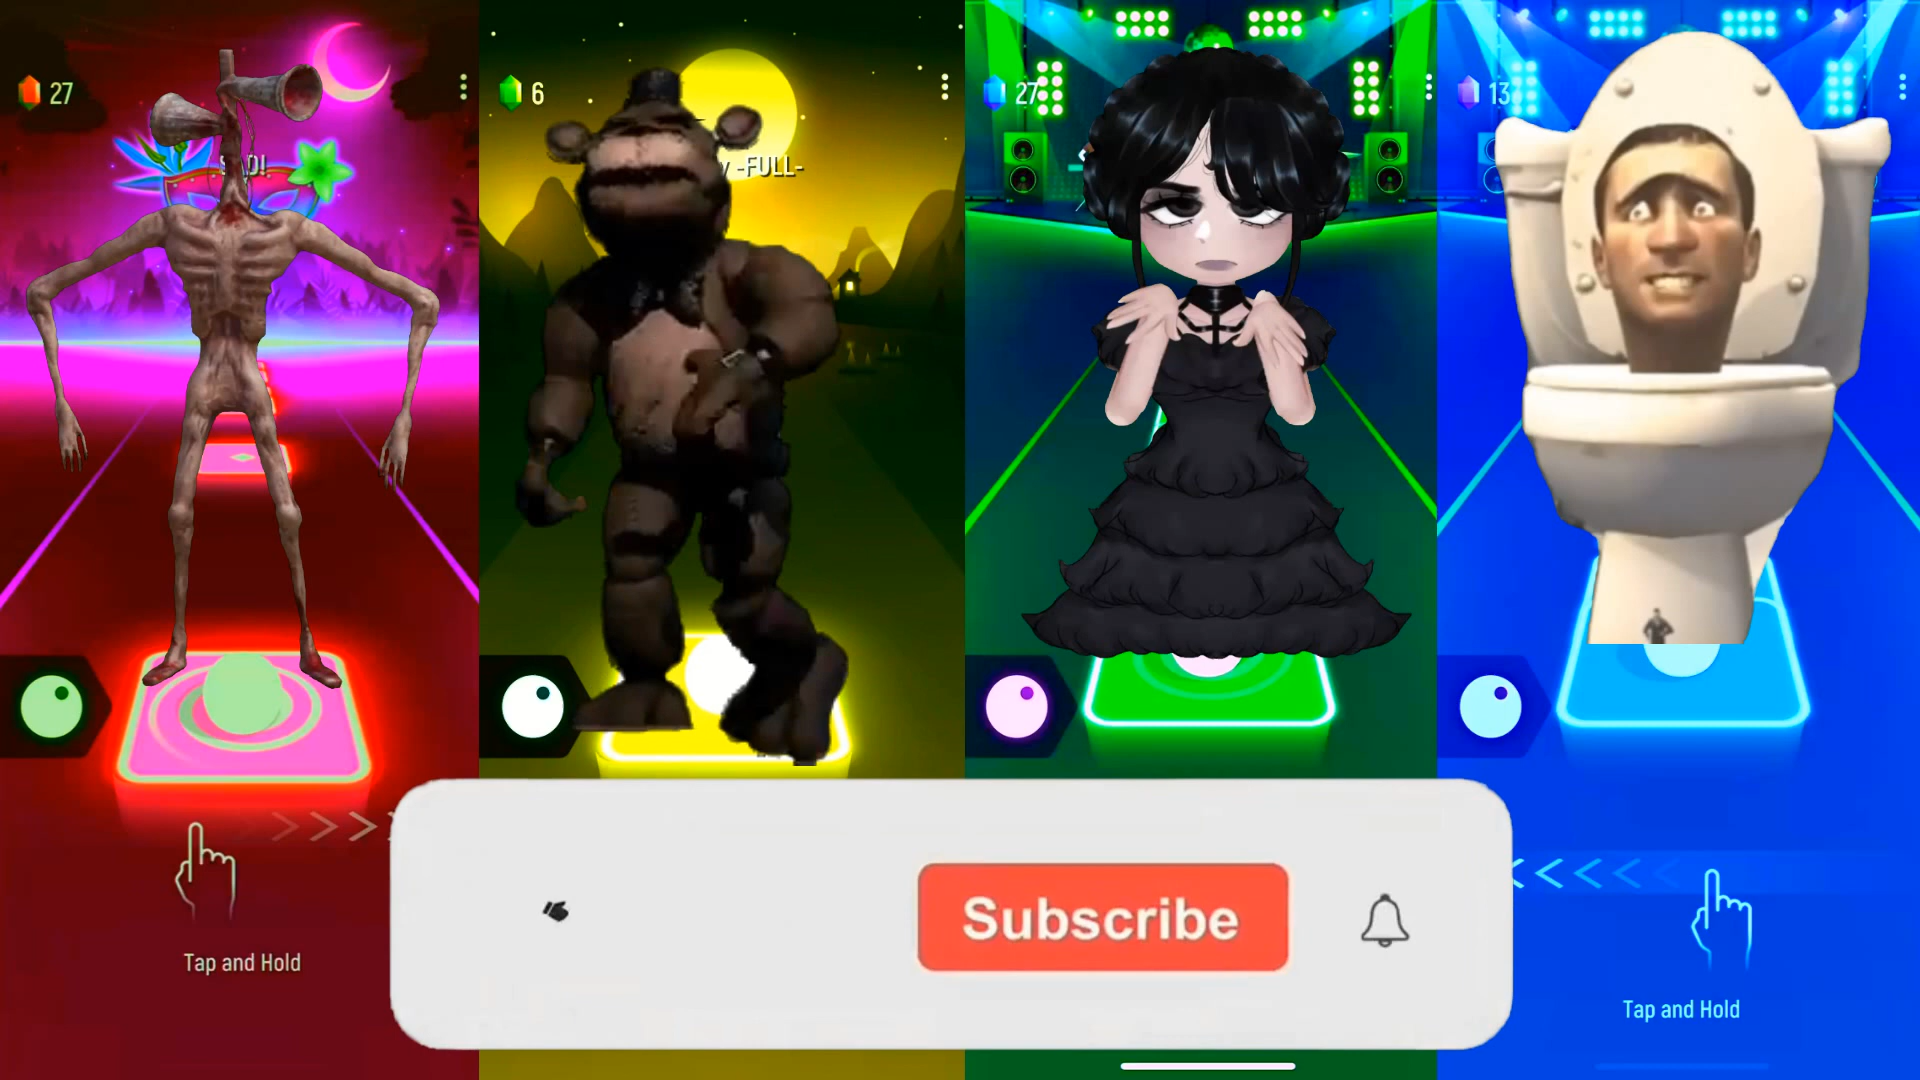 27
6
27
13
-FULL-
Subscribe
Tap and Hold
Tap and Hold